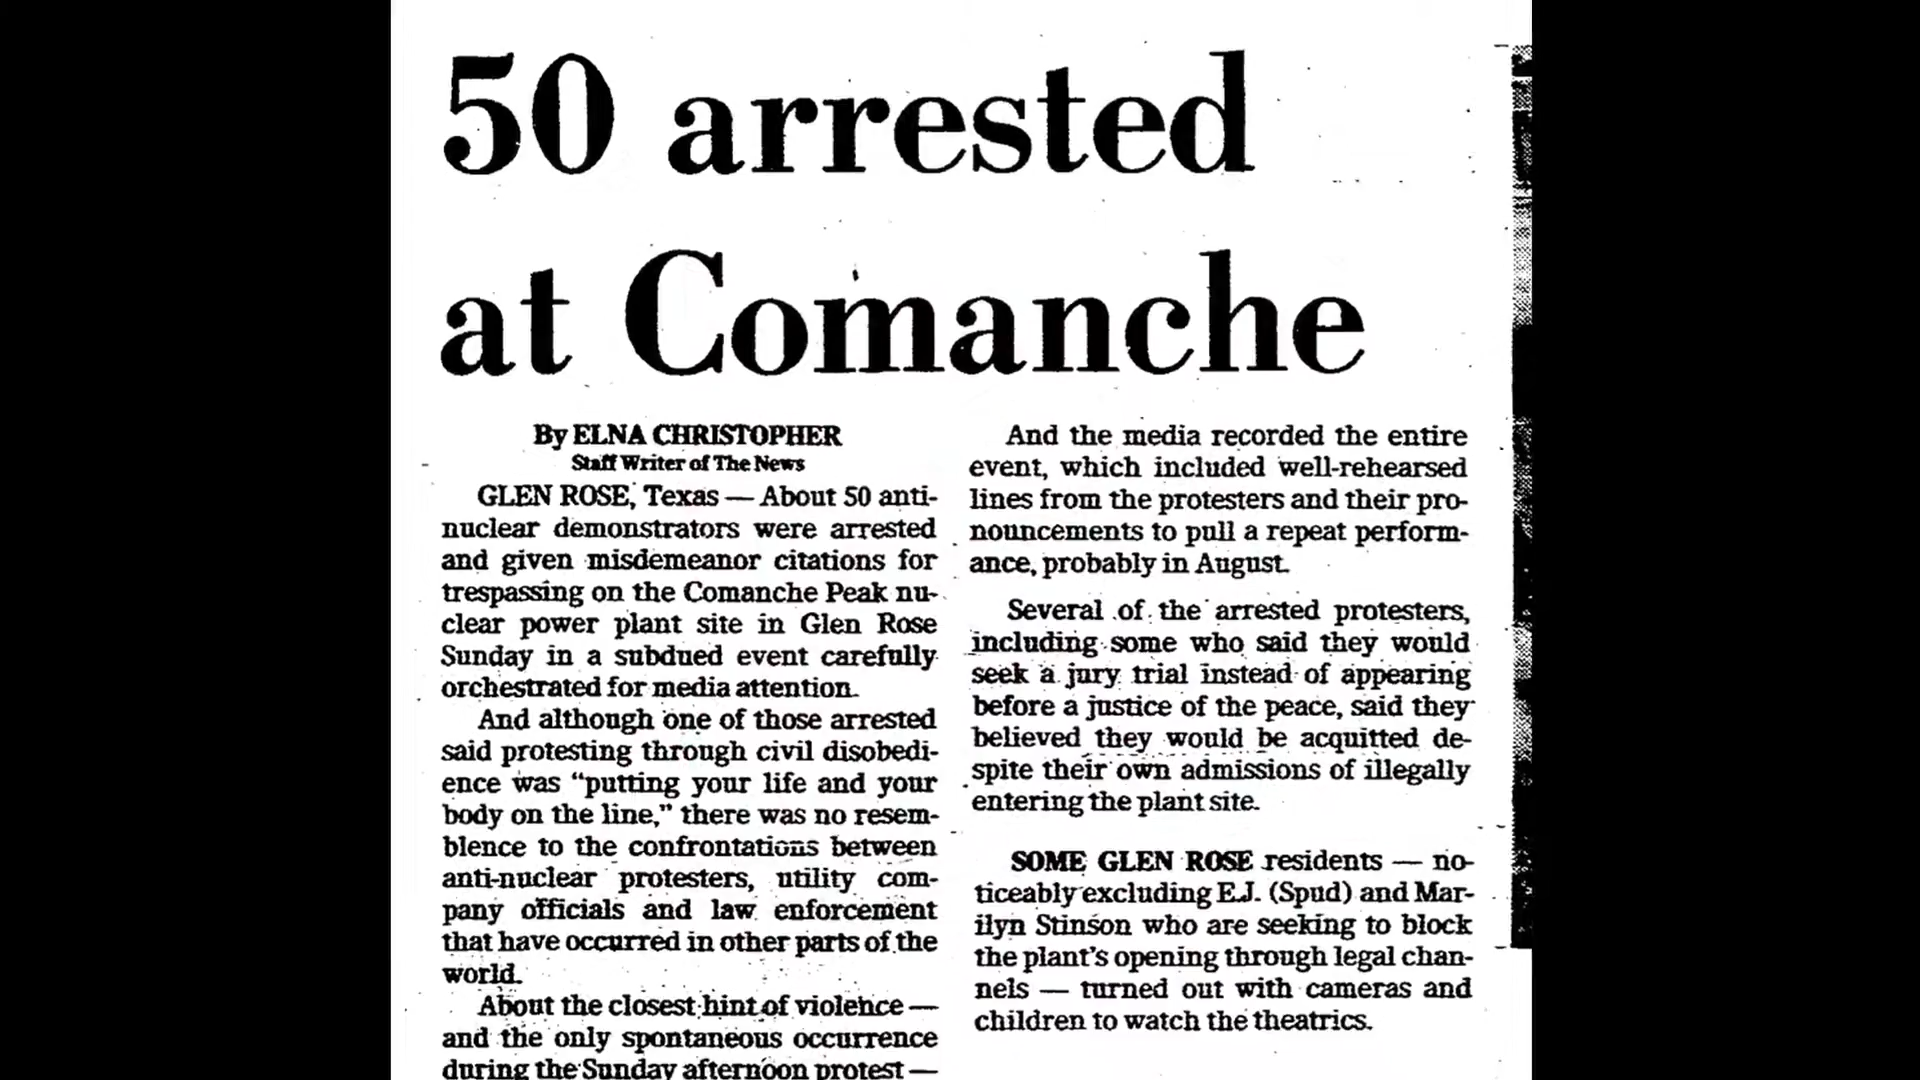 50 arrested
at Comanche
By ELNA CHRISTOPHER
Staff Writer of The News
GLEN ROSE, Texas — About 50 anti-
nuclear demonstrators were arrested
and given misdemeanor citations for
trespassing on the Comanche Peak nu-
clear power plant site in Glen Rose
Sunday in a subdued event carefully
orchestrated for media attention.
And although one of those arrested
said protesting through civil disobedi-
ence was “putting your life and your
body on the line,” there was no resem-
blence to the confrontations between
anti-nuclear protesters, utility com-
pany officials and law enforcement
that have occurred in other parts of the
world.
About the closest hint of violence —
and the only spontaneous occurrence
during the Sunday afternoon protest —
And the media recorded the entire
event, which included well-rehearsed
lines from the protesters and their pro-
nouncements to pull a repeat perform-
ance, probably in August.
Several of the arrested protesters,
including some who said they would
seek a jury trial instead of appearing
before a justice of the peace, said they
believed they would be acquitted de-
spite their own admissions of illegally
entering the plant site.
SOME GLEN ROSE residents — no-
ticeably excluding E.J. (Spud) and Mar-
ilyn Stinson who are seeking to block
the plant's opening through legal chan-
nels — turned out with cameras and
children to watch the theatrics.